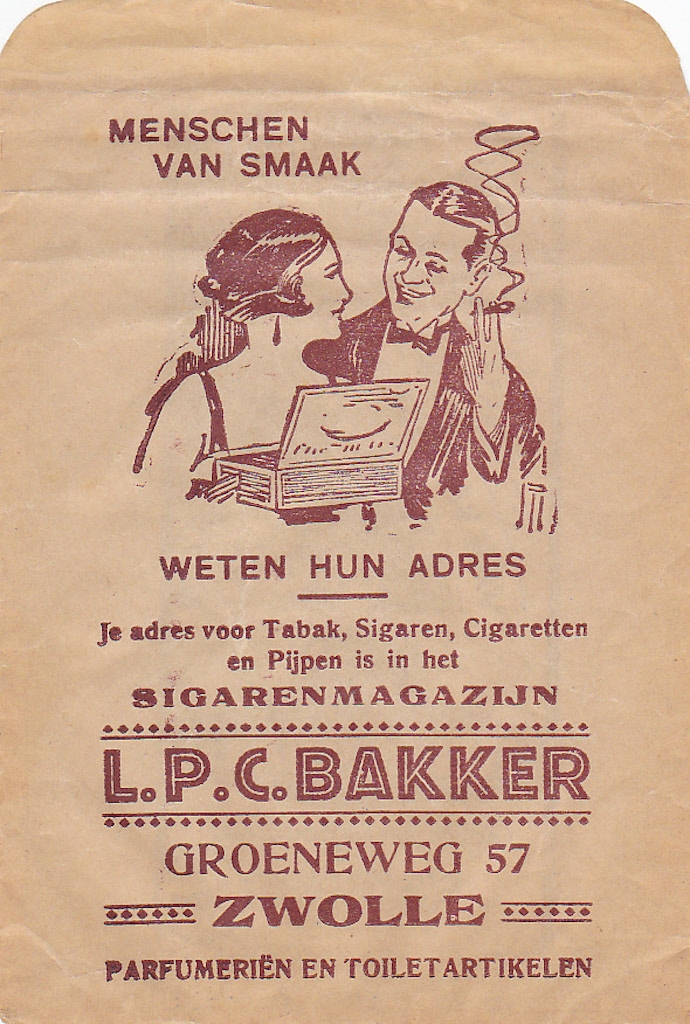 MENSCHEN
VAN SMAAK
WETEN HUN ADRES
Je adres voor Tabak, Sigaren, Cigaretten
en Pijpen is in het
SIGARENMAGAZIJN
L.P.C. BAKKER
GROENEWEG 57
ZWOLLE
PARFUMERIËN EN TOILETARTIKELEN